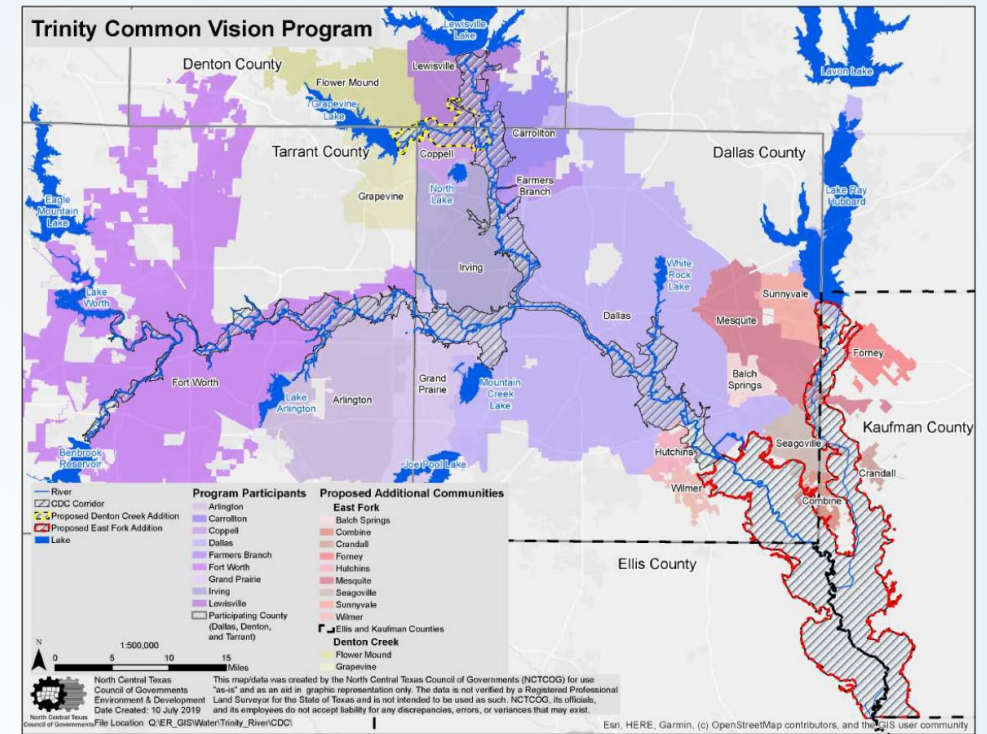 Trinity Common Vision Program
Lewisville
Lake
Denton County
Lewisville
Lavon Lake
Flower Mound
Grapevine
Lake
Carrollton
Tarrant County
Coppell
Dallas County
North
Lake
Farmers
Branch
Grapevine
Lake Ray
Hubbard
Eagle
Mountain
Lake
Irving
White
Rock
Lake
Sunnyvale
Lake
Worth
Dallas
Mesquite
Forney
Fort Worth
Grand
Prairie
Mountain
Creek
Lake
Balch
Springs
Lake
Arlington
Arlington
Kaufman County
Seagoville
Benbrook
Reservoir
Joe Pool Lake
Hutchins
Crandall
Wilmer
Combine
Ellis County
River
CDC Corridor
Proposed Denton Creek Addition
Proposed East Fork Addition
Lake
Program Participants
Arlington
Carrollton
Coppell
Dallas
Farmers Branch
Fort Worth
Grand Prairie
Irving
Lewisville
Participating County
(Dallas, Denton,
and Tarrant)
Proposed Additional Communities
East Fork
Balch Springs
Combine
Crandall
Forney
Hutchins
Mesquite
Seagoville
Sunnyvale
Wilmer
Ellis and Kaufman Counties
Denton Creek
Flower Mound
Grapevine
N
1:500,000
0 5 10 15
Miles
North Central Texas
Council of Governments
North Central Texas
Council of Governments
Environment & Development
Date Created: 10 July 2019
File Location Q:\ER_GIS\Water\Trinity_River\CDC\
This map/data was created by the North Central Texas Council of Governments (NCTCOG) for use
"as-is" and as an aid in graphic representation only. The data is not verified by a Registered Professional
Land Surveyor for the State of Texas and is not intended to be used as such. NCTCOG, its officials,
and its employees do not accept liability for any discrepancies, errors, or variances that may exist.
Esri, HERE, Garmin, (c) OpenStreetMap contributors, and the GIS user community